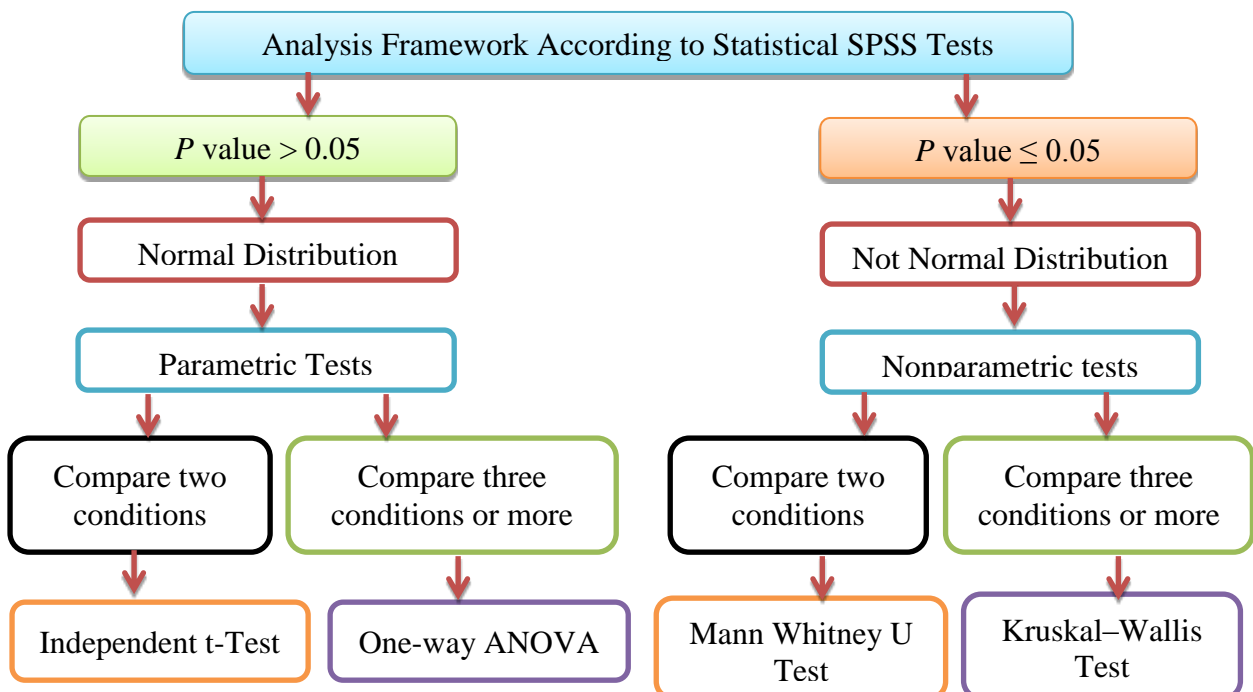 Analysis Framework According to Statistical SPSS Tests
P value > 0.05
P value ≤ 0.05
Normal Distribution
Not Normal Distribution
Parametric Tests
Nonparametric tests
Compare two
conditions
Compare three
conditions or more
Compare two
conditions
Compare three
conditions or more
Independent t-Test
One-way ANOVA
Mann Whitney U
Test
Kruskal–Wallis
Test